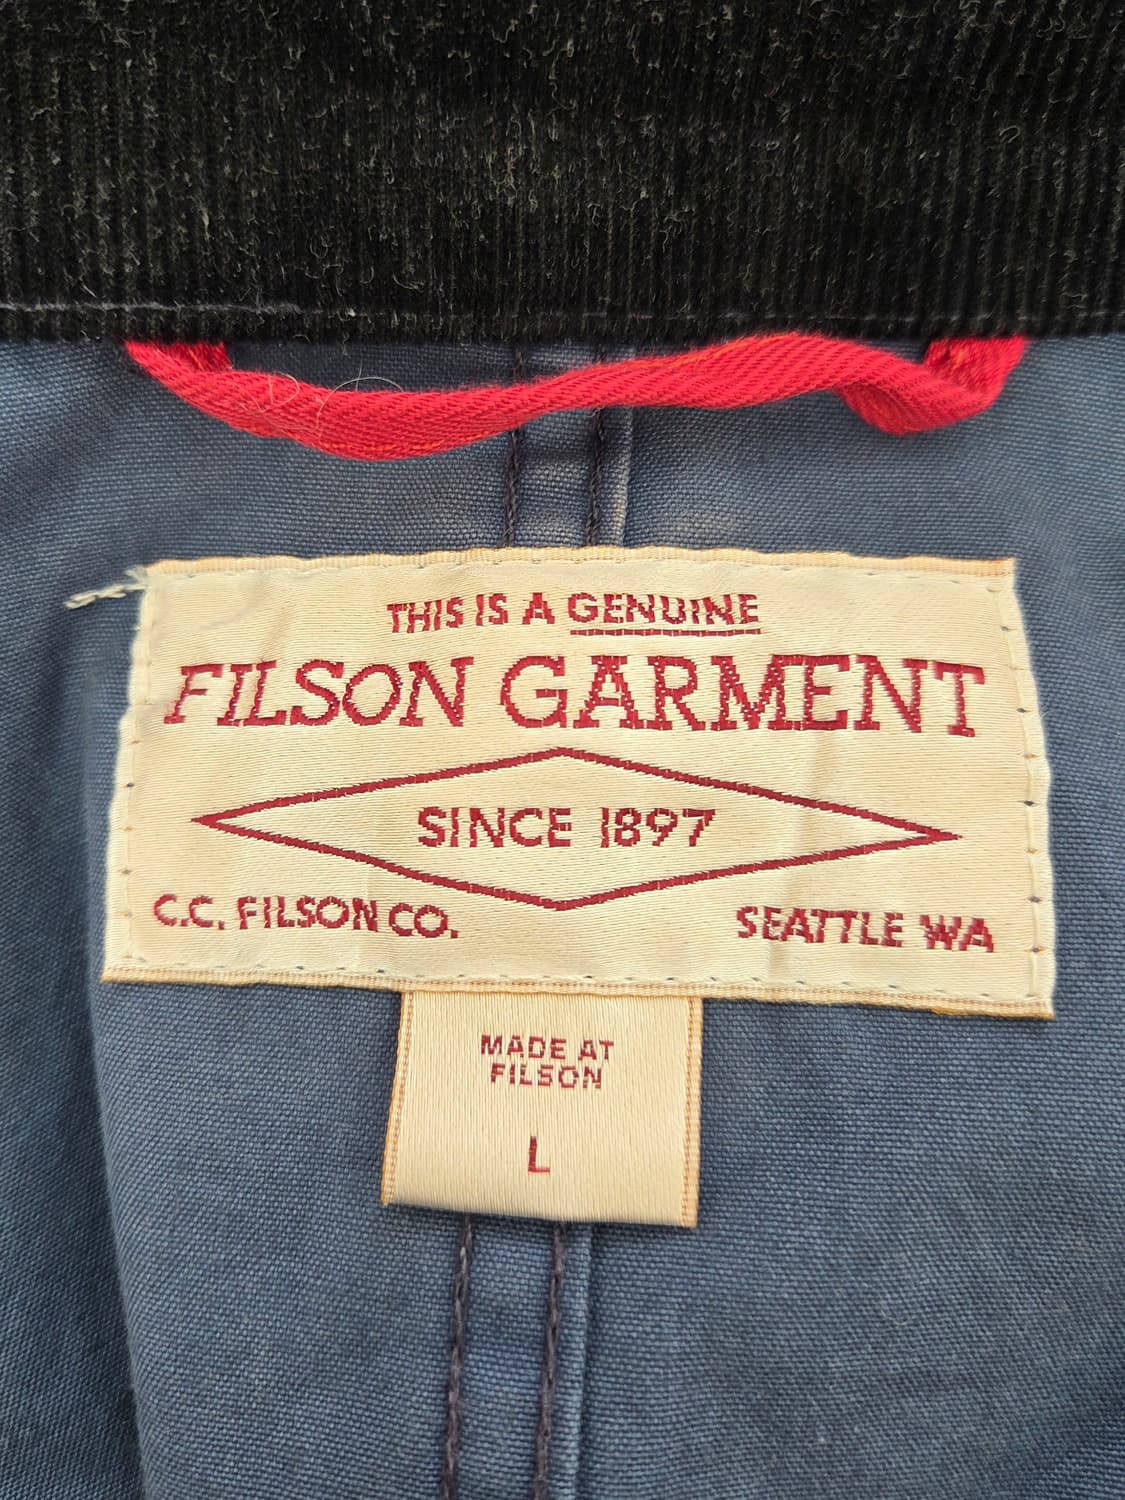 THIS IS A GENUINE
FILSON GARMENT
SINCE 1897
C.C. FILSON CO. SEATTLE WA
MADE AT
FILSON
L